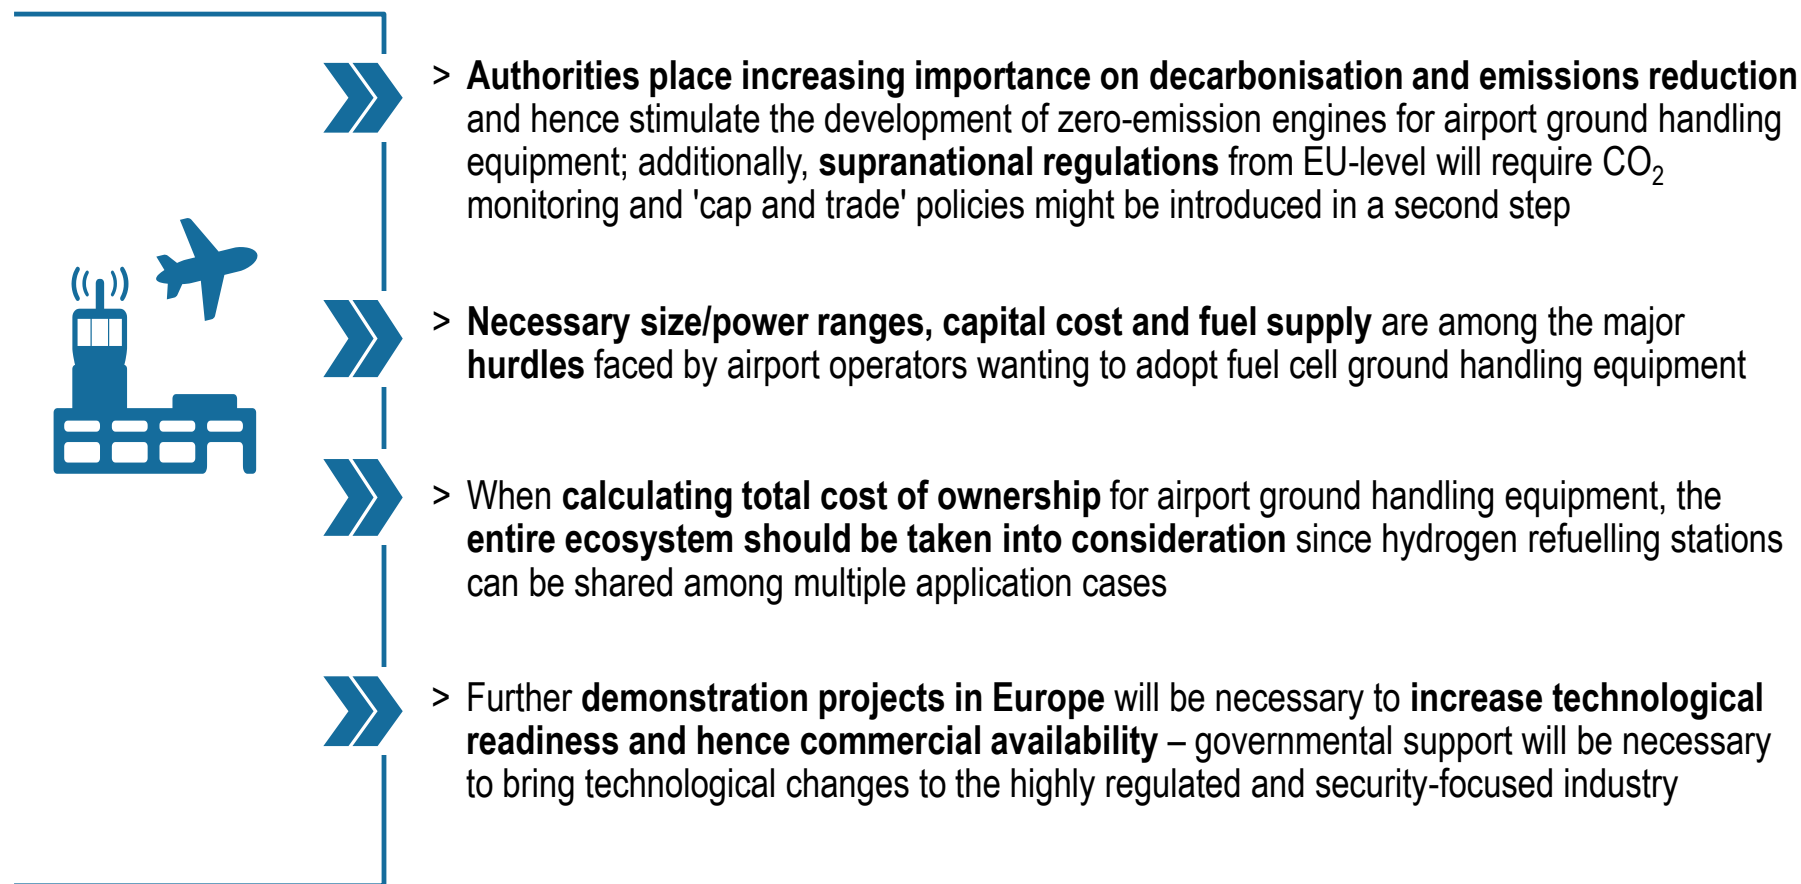 > Authorities place increasing importance on decarbonisation and emissions reduction
and hence stimulate the development of zero-emission engines for airport ground handling
equipment; additionally, supranational regulations from EU-level will require CO₂
monitoring and 'cap and trade' policies might be introduced in a second step
> Necessary size/power ranges, capital cost and fuel supply are among the major
hurdles faced by airport operators wanting to adopt fuel cell ground handling equipment
> When calculating total cost of ownership for airport ground handling equipment, the
entire ecosystem should be taken into consideration since hydrogen refuelling stations
can be shared among multiple application cases
> Further demonstration projects in Europe will be necessary to increase technological
readiness and hence commercial availability – governmental support will be necessary
to bring technological changes to the highly regulated and security-focused industry